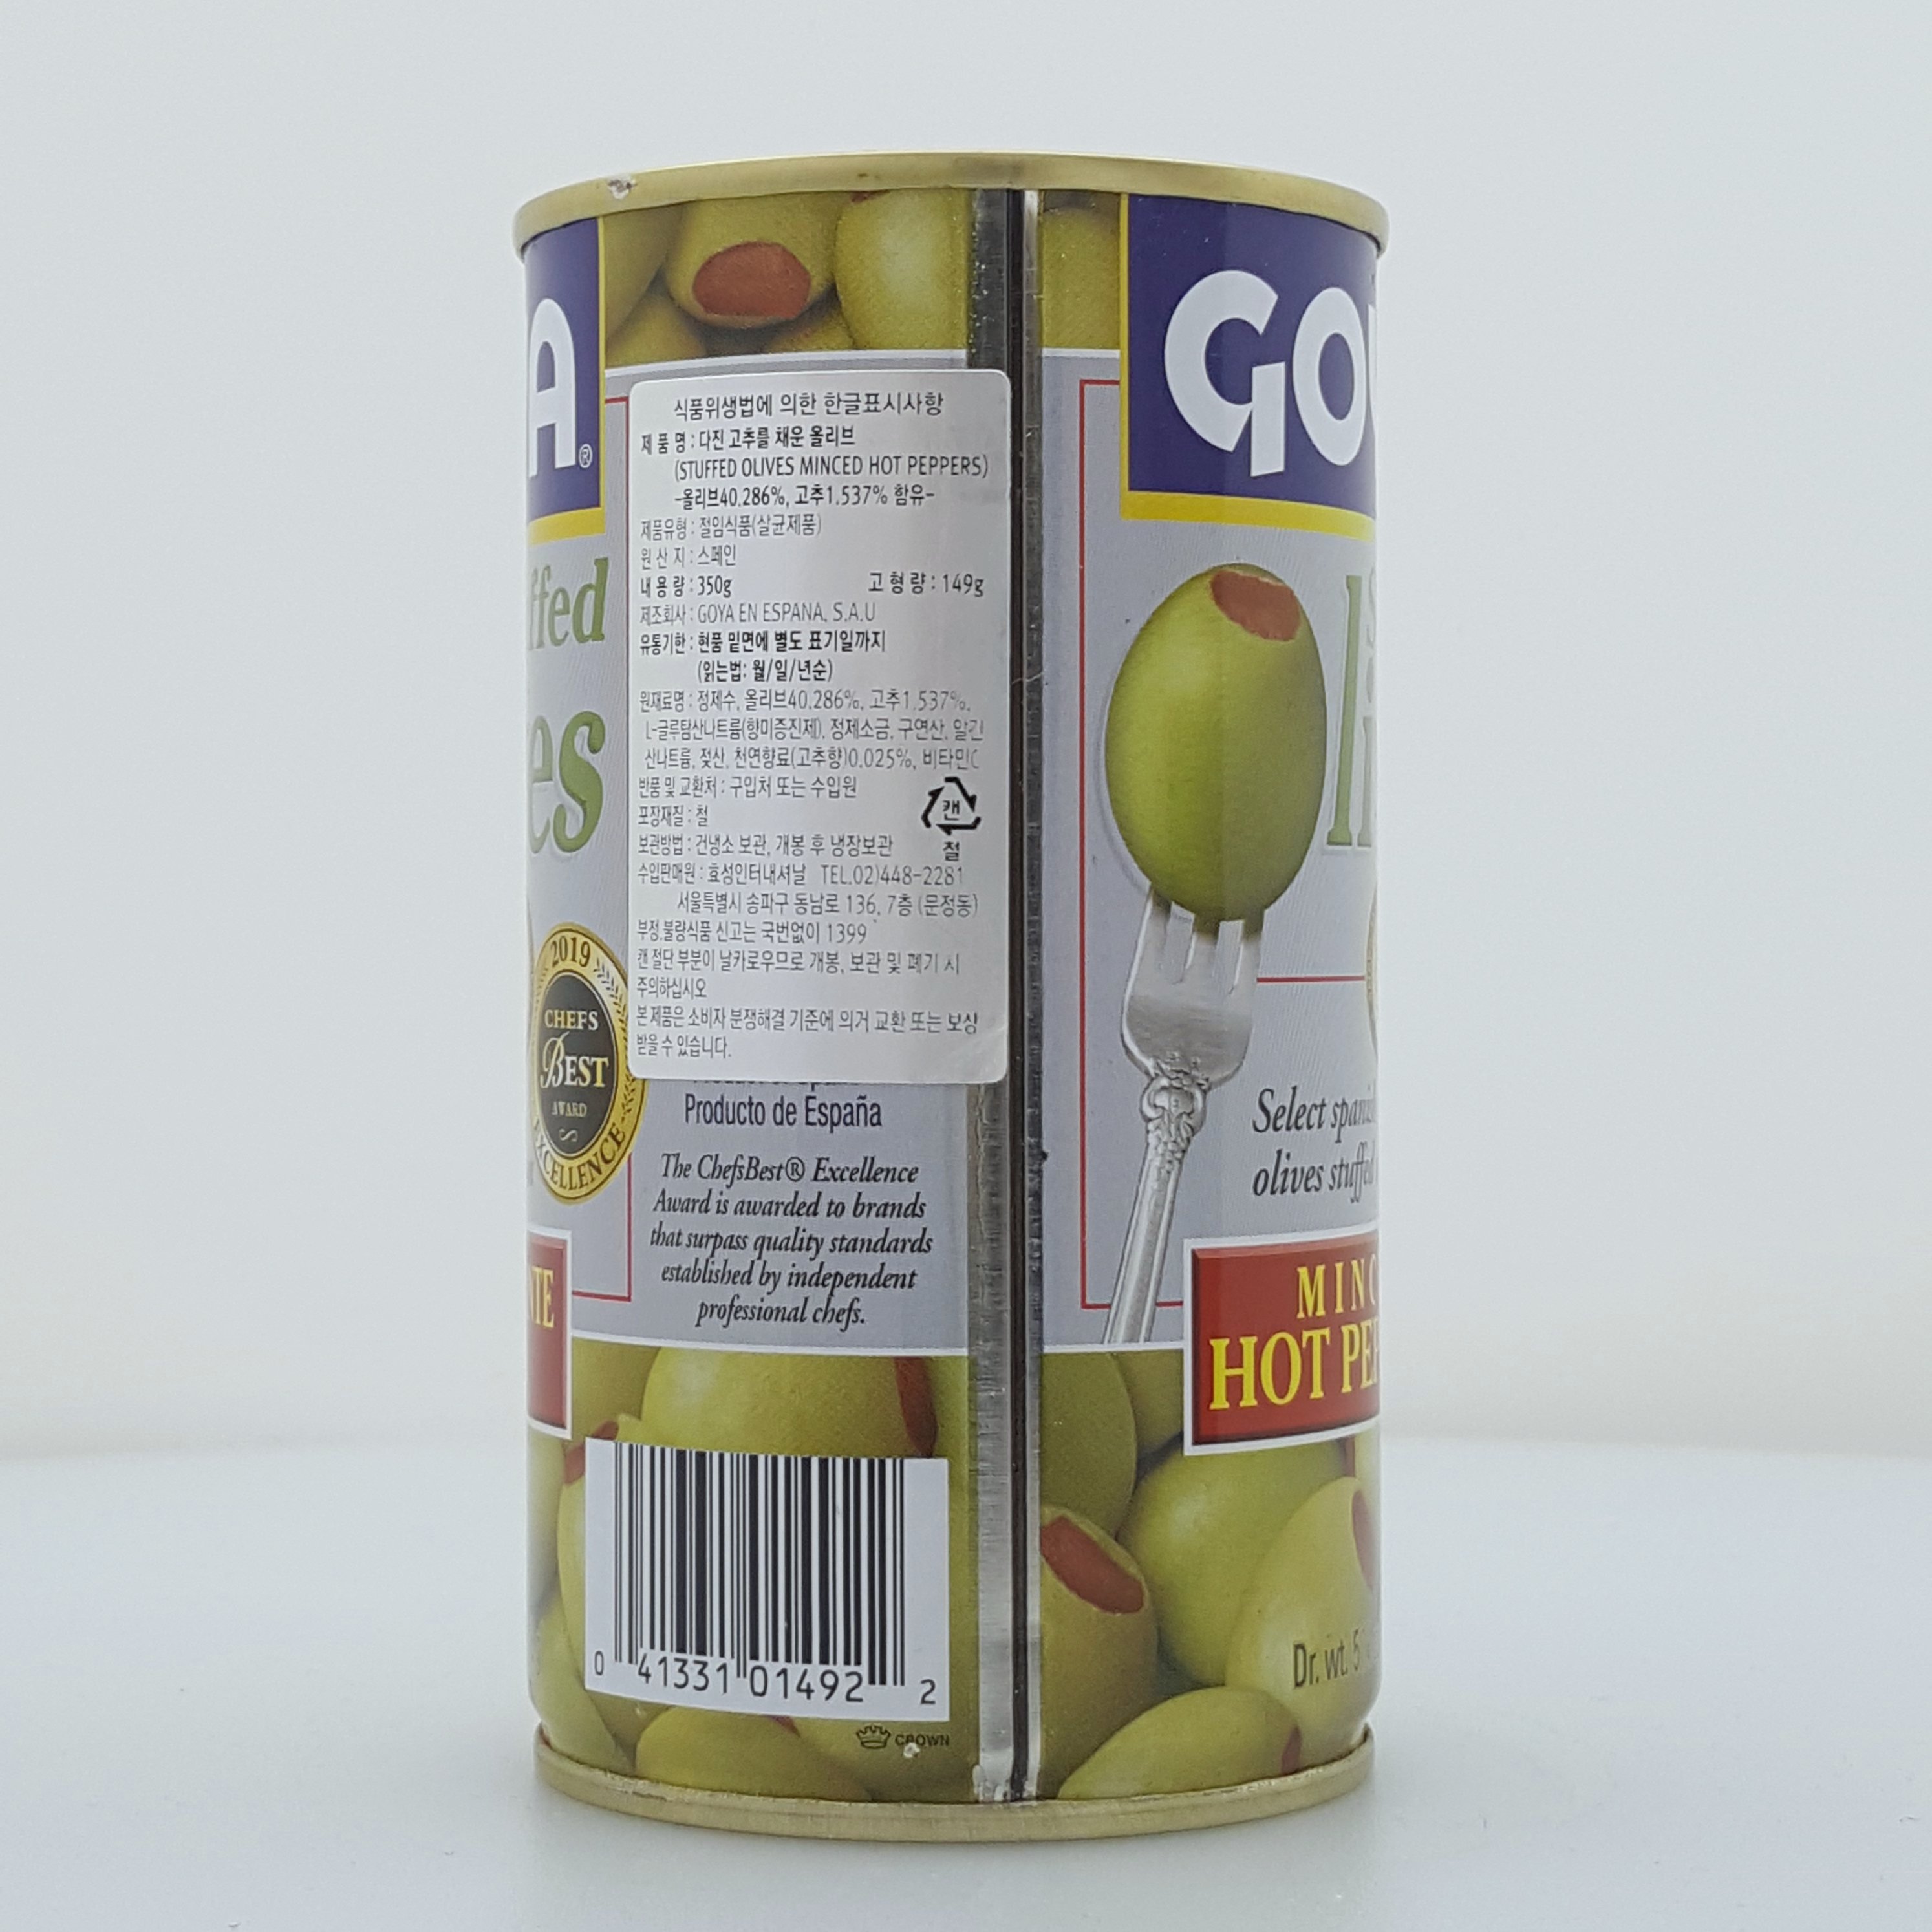 A®
ffed
es
2019
CHEFS
BEST
AWARD
EXCELLENCE
식품위생법에 의한 한글표시사항
제 품 명 : 다진 고추를 채운 올리브
(STUFFED OLIVES MINCED HOT PEPPERS)
-올리브40.286%, 고추1.537% 함유-
제품유형 : 절임식품(살균제품)
원 산 지 : 스페인
내 용 량 : 350g 고 형 량 : 149g
제조회사 : GOYA EN ESPANA, S.A.U
유통기한 : 현품 밑면에 별도 표기일까지
(읽는법: 월/일/년순)
원재료명 : 정제수, 올리브40.286%, 고추1.537%,
L-글루탐산나트륨(향미증진제), 정제소금, 구연산, 알긴
산나트륨, 젖산, 천연향료(고추향)0.025%, 비타민C
반품 및 교환처 : 구입처 또는 수입원
포장재질 : 철
캔
철
보관방법 : 건냉소 보관, 개봉 후 냉장보관
수입판매원 : 효성인터내셔날 TEL.02)448-2281
서울특별시 송파구 동남로 136, 7층 (문정동)
부정.불량식품 신고는 국번없이 1399
캔 절단 부분이 날카로우므로 개봉, 보관 및 폐기 시
주의하십시오
본 제품은 소비자 분쟁해결 기준에 의거 교환 또는 보상
받을 수 있습니다.
Producto de España
The ChefsBest® Excellence
Award is awarded to brands
that surpass quality standards
established by independent
professional chefs.
NTE
0 41331 01492 2
CROWN
GO
li
Select spanis
olives stuffed
MINC
HOT PEP
Dr. wt. 5